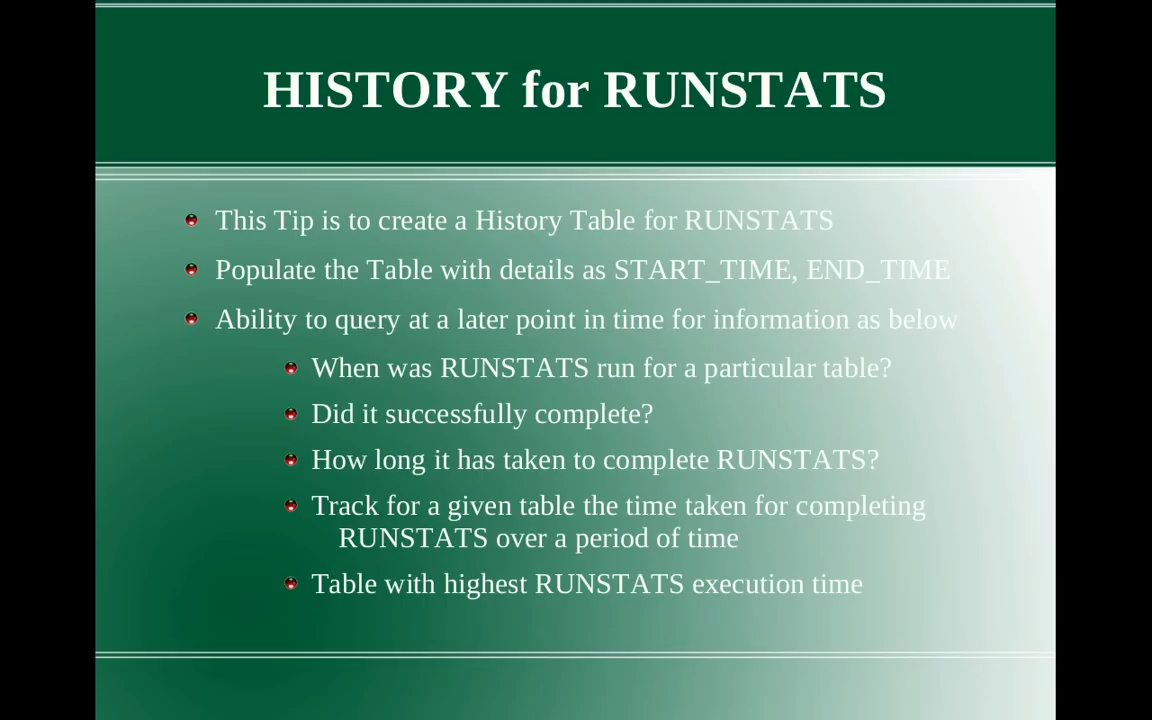 HISTORY for RUNSTATS
This Tip is to create a History Table for RUNSTATS
Populate the Table with details as START_TIME, END_TIME
Ability to query at a later point in time for information as below
When was RUNSTATS run for a particular table?
Did it successfully complete?
How long it has taken to complete RUNSTATS?
Track for a given table the time taken for completing
RUNSTATS over a period of time
Table with highest RUNSTATS execution time